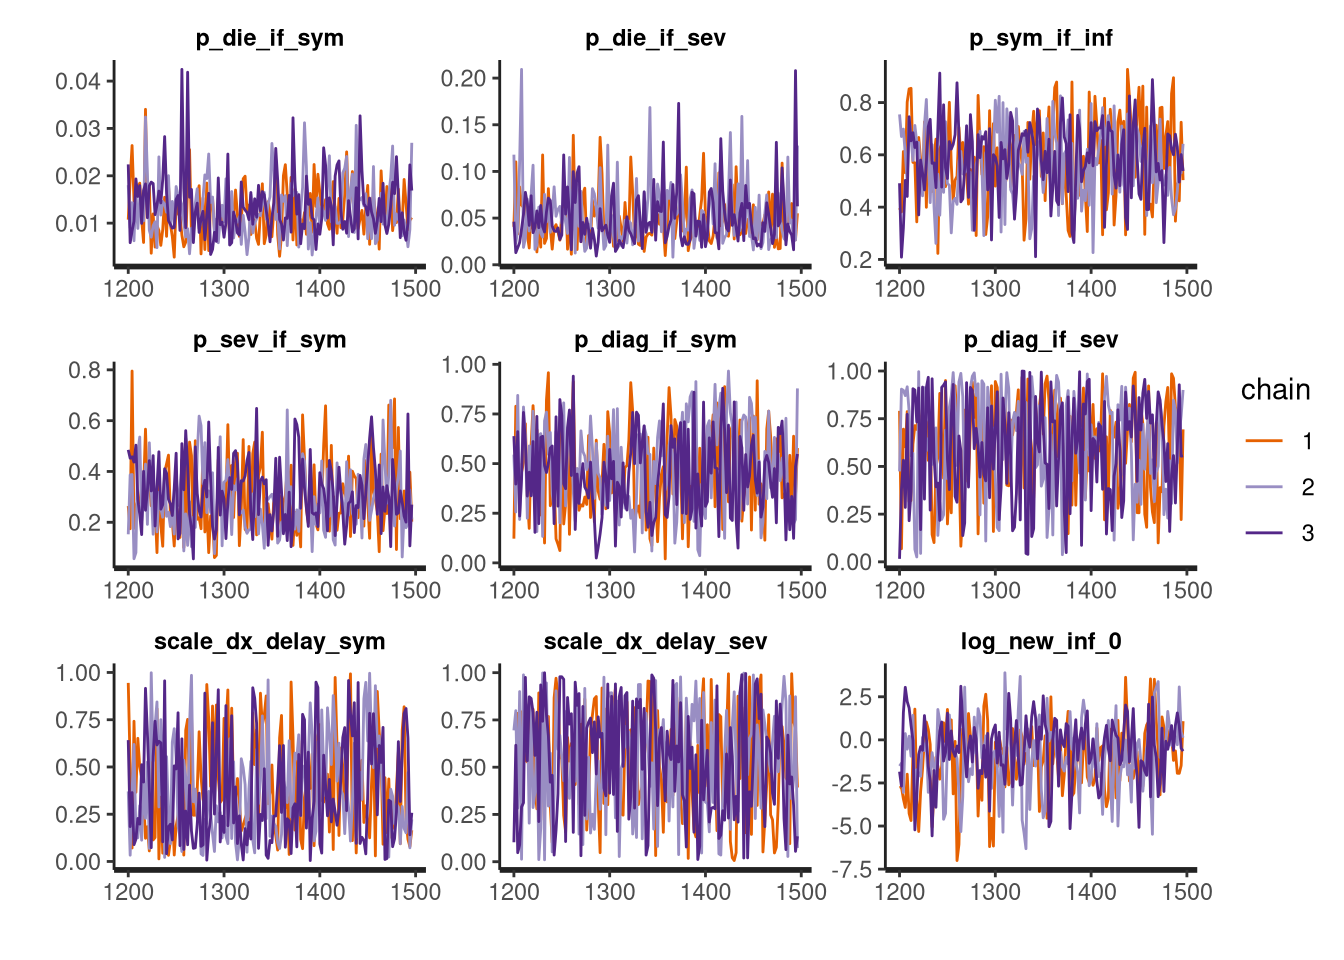 p_die_if_sym p_die_if_sev p_sym_if_inf
0.04 0.20 0.8
0.03 0.15 0.6
0.02 0.10 0.4
0.01 0.05 0.2
0.00
1200 1300 1400 1500 1200 1300 1400 1500 1200 1300 1400 1500
p_sev_if_sym p_diag_if_sym p_diag_if_sev
0.8 1.00 1.00
0.6 0.75 0.75
0.4 0.50 0.50
0.2 0.25 0.25
0.00 0.00
1200 1300 1400 1500 1200 1300 1400 1500 1200 1300 1400 1500
scale_dx_delay_sym scale_dx_delay_sev log_new_inf_0
1.00 1.00 2.5
0.75 0.75 0.0
0.50 0.50 -2.5
0.25 0.25 -5.0
0.00 0.00 -7.5
1200 1300 1400 1500 1200 1300 1400 1500 1200 1300 1400 1500
chain
1
2
3